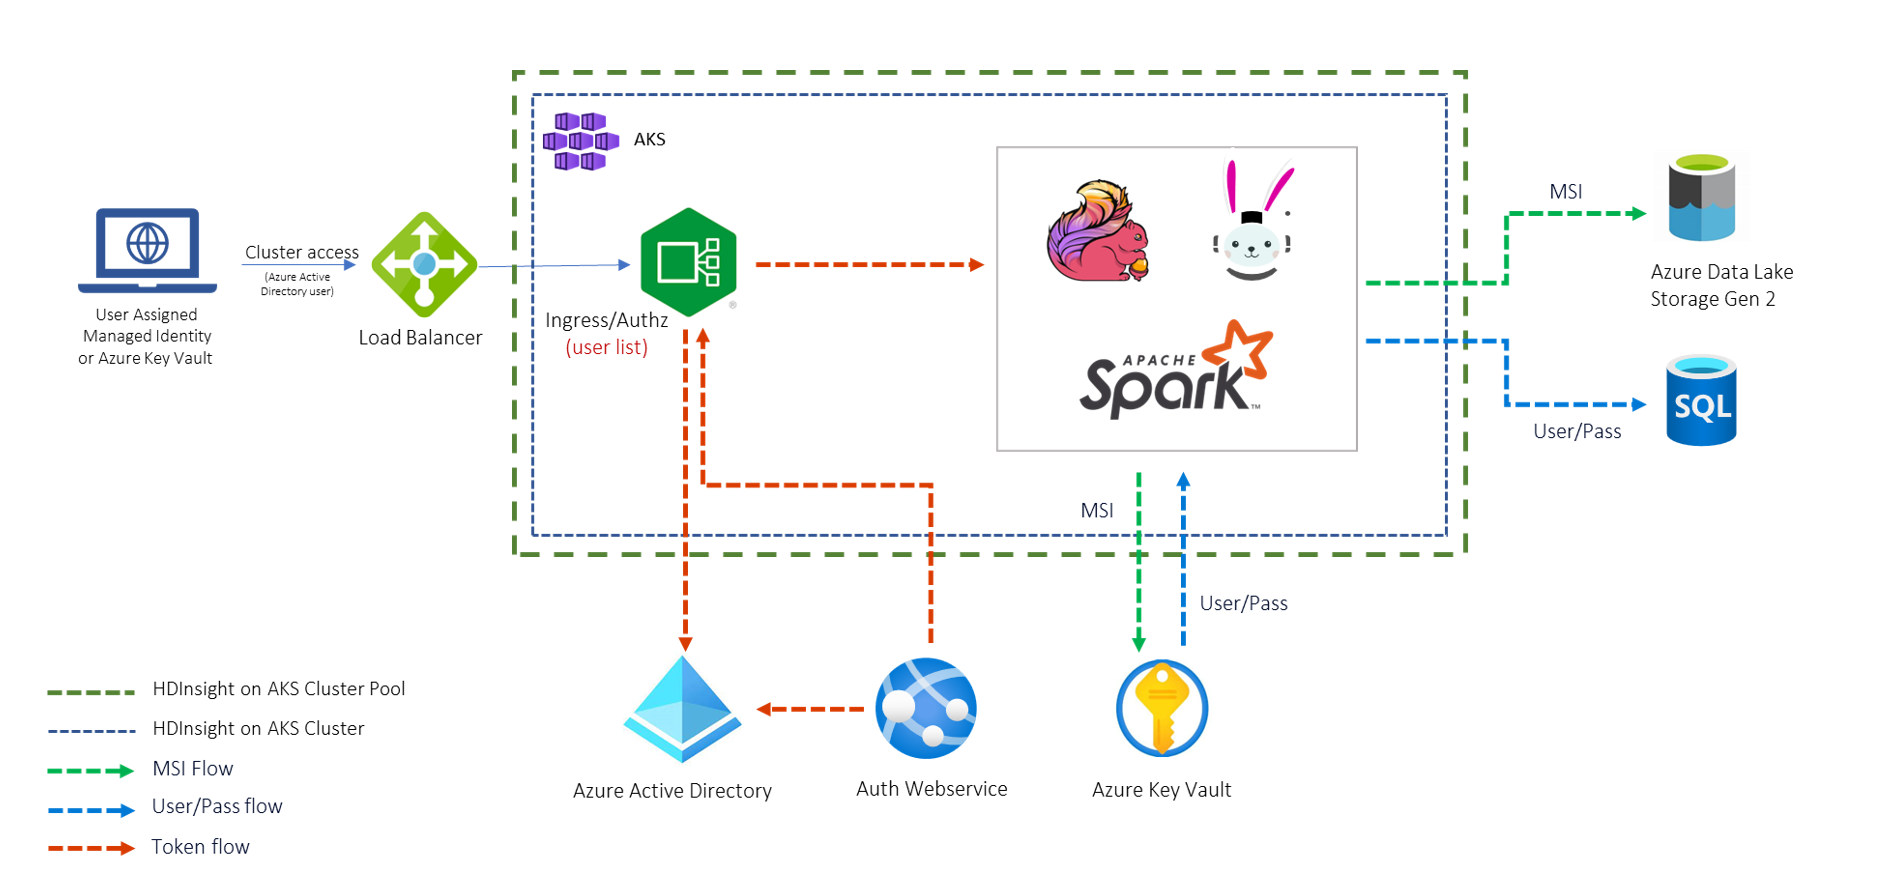 AKS
MSI
Cluster access
(Azure Active
Directory user)
Azure Data Lake
Storage Gen 2
User Assigned
Managed Identity
or Azure Key Vault
Load Balancer
®
Ingress/Authz
(user list)
APACHE
Spark™
SQL
User/Pass
MSI
User/Pass
HDInsight on AKS Cluster Pool
HDInsight on AKS Cluster
MSI Flow
User/Pass flow
Token flow
Azure Active Directory
Auth Webservice
Azure Key Vault